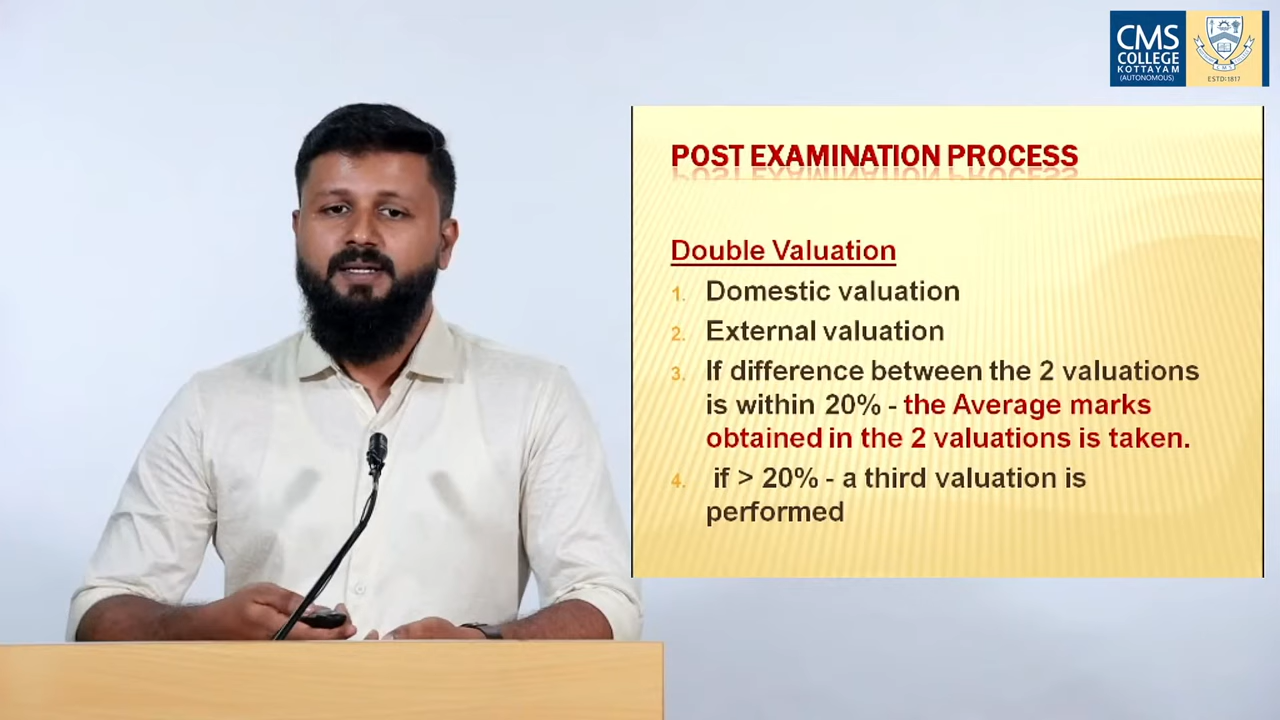 CMS
COLLEGE
KOTTAYAM
(AUTONOMOUS)
ESTD:1817
POST EXAMINATION PROCESS
Double Valuation
1. Domestic valuation
2. External valuation
3. If difference between the 2 valuations
is within 20% - the Average marks
obtained in the 2 valuations is taken.
4. if > 20% - a third valuation is
performed